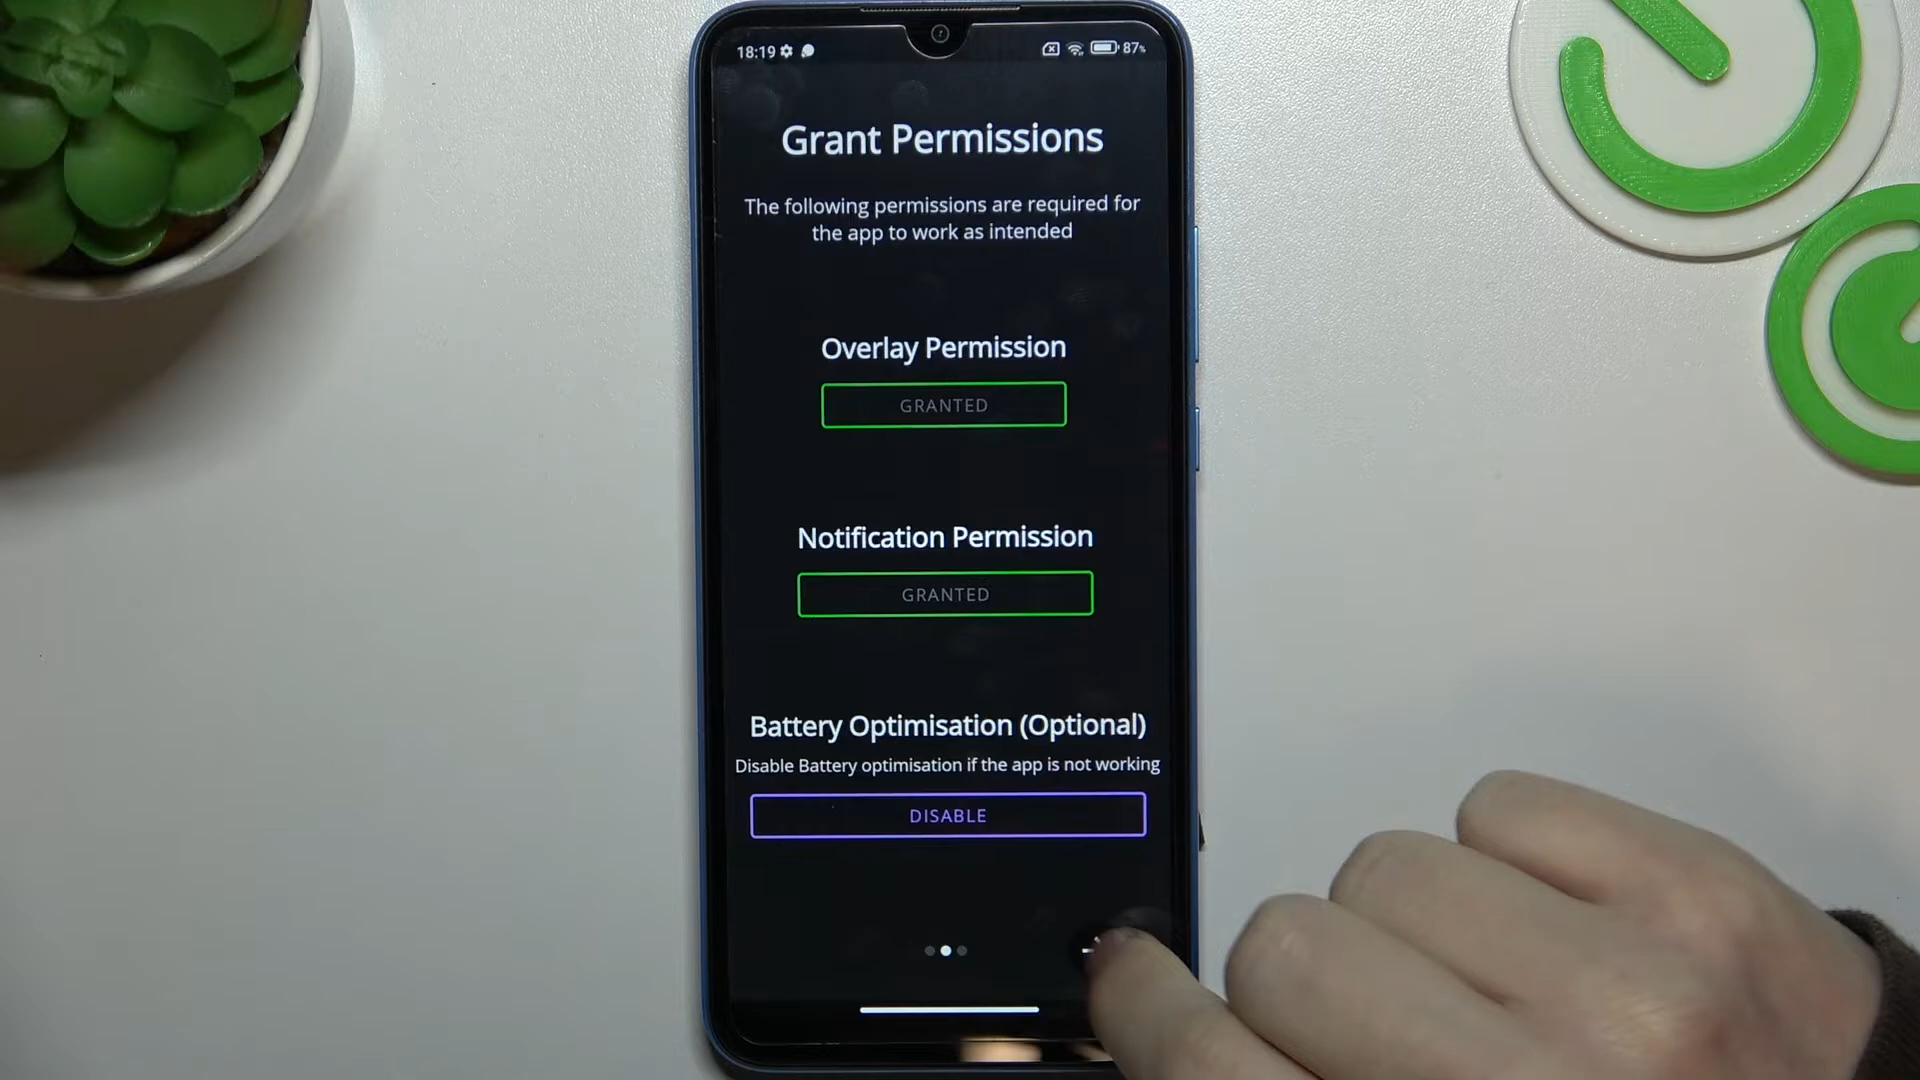 18:19
87%
Grant Permissions
The following permissions are required for
the app to work as intended
Overlay Permission
GRANTED
Notification Permission
GRANTED
Battery Optimisation (Optional)
Disable Battery optimisation if the app is not working
DISABLE